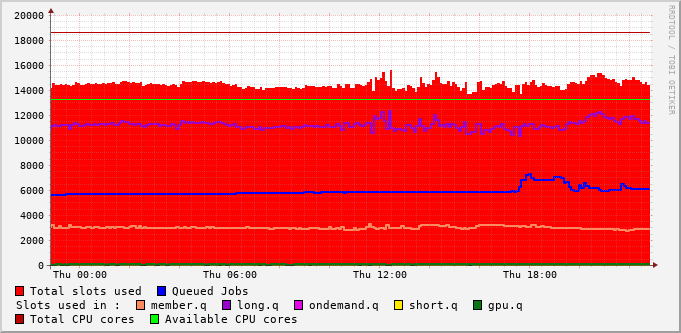 20000
18000
16000
14000
12000
10000
8000
6000
4000
2000
0
Thu 00:00 Thu 06:00 Thu 12:00 Thu 18:00
RRDTOOL / TOBI OETIKER
Total slots used Queued Jobs
Slots used in : member.q long.q ondemand.q short.q gpu.q
Total CPU cores Available CPU cores